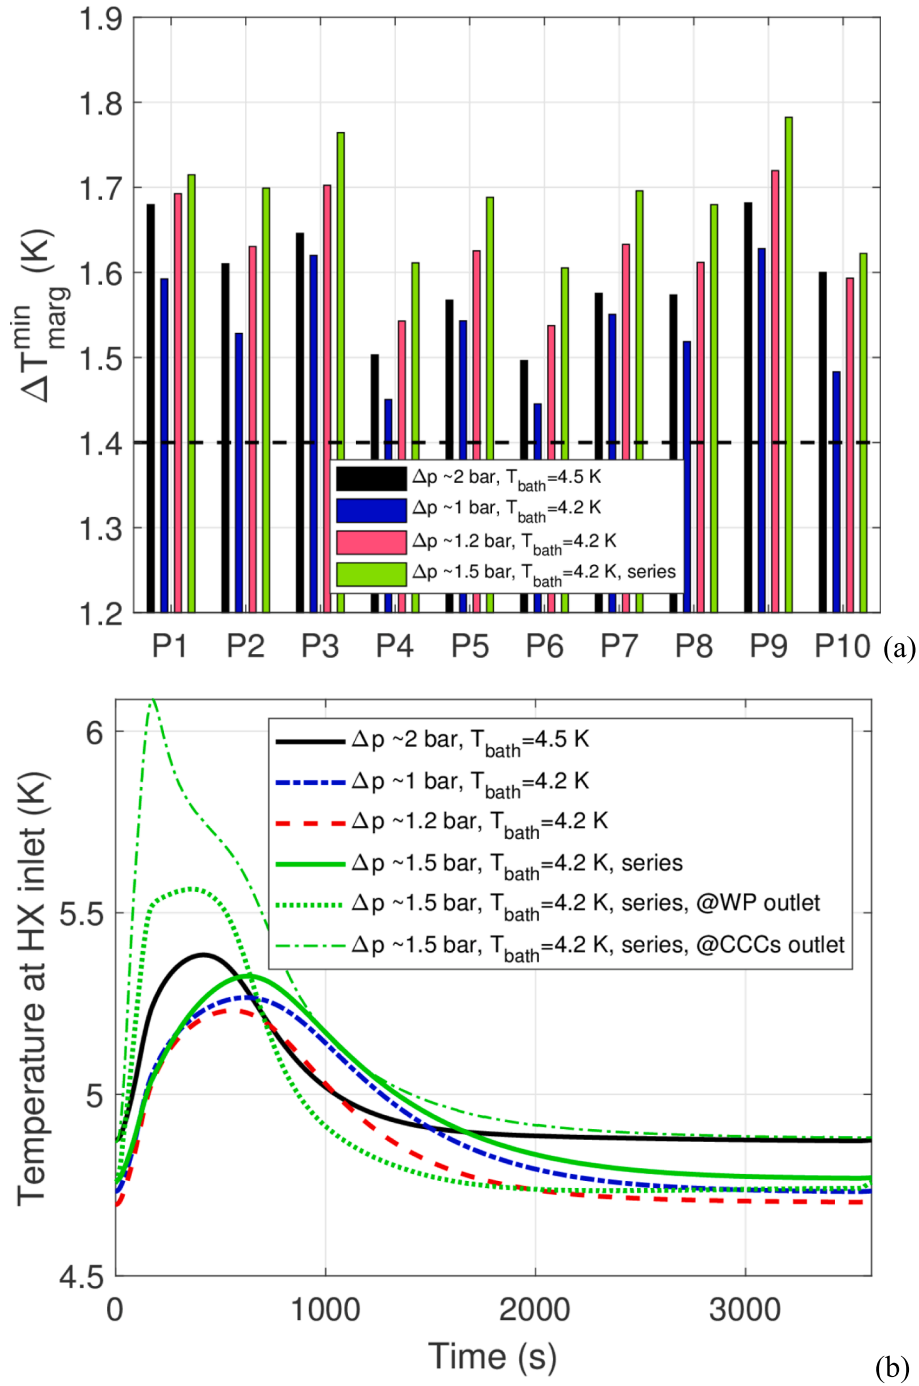 1.9
1.8
1.7
1.6
1.5
1.4
1.3
1.2
ΔT^min_marg (K)
Δp ~2 bar, T_bath=4.5 K
Δp ~1 bar, T_bath=4.2 K
Δp ~1.2 bar, T_bath=4.2 K
Δp ~1.5 bar, T_bath=4.2 K, series
P1 P2 P3 P4 P5 P6 P7 P8 P9 P10 (a)
6
5.5
5
4.5
Temperature at HX inlet (K)
Δp ~2 bar, T_bath=4.5 K
Δp ~1 bar, T_bath=4.2 K
Δp ~1.2 bar, T_bath=4.2 K
Δp ~1.5 bar, T_bath=4.2 K, series
Δp ~1.5 bar, T_bath=4.2 K, series, @WP outlet
Δp ~1.5 bar, T_bath=4.2 K, series, @CCCs outlet
0 1000 2000 3000
Time (s)
(b)